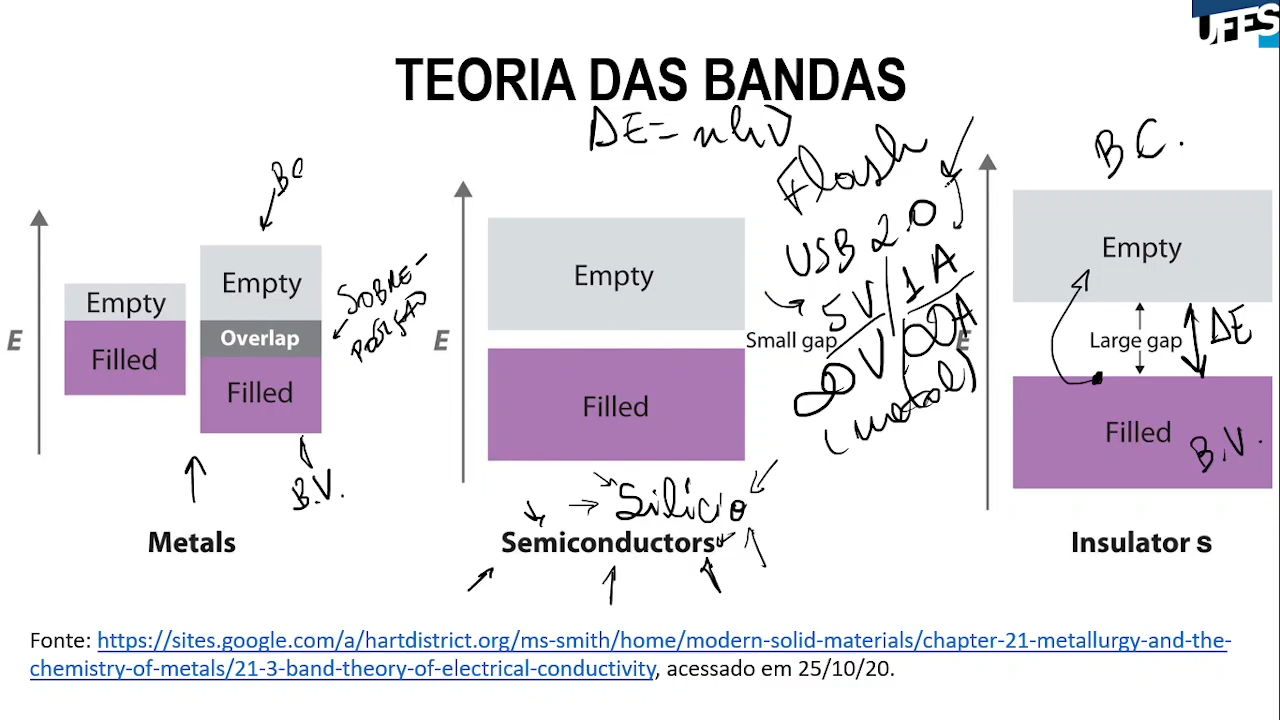 UFES
TEORIA DAS BANDAS
ΔE = nhν
Flash
USB 2.0
5V | 1A
∞V | ∞A
(metal)
BC
Empty
Filled
Empty
Overlap
Filled
SOBRE-
POSIÇÃO
B.V.
E
Metals
E
Empty
Small gap
Filled
→ Silício
Semiconductors
E
B C.
Empty
Large gap
ΔE
Filled
B.V.
Insulator s
Fonte: https://sites.google.com/a/hartdistrict.org/ms-smith/home/modern-solid-materials/chapter-21-metallurgy-and-the-
chemistry-of-metals/21-3-band-theory-of-electrical-conductivity, acessado em 25/10/20.